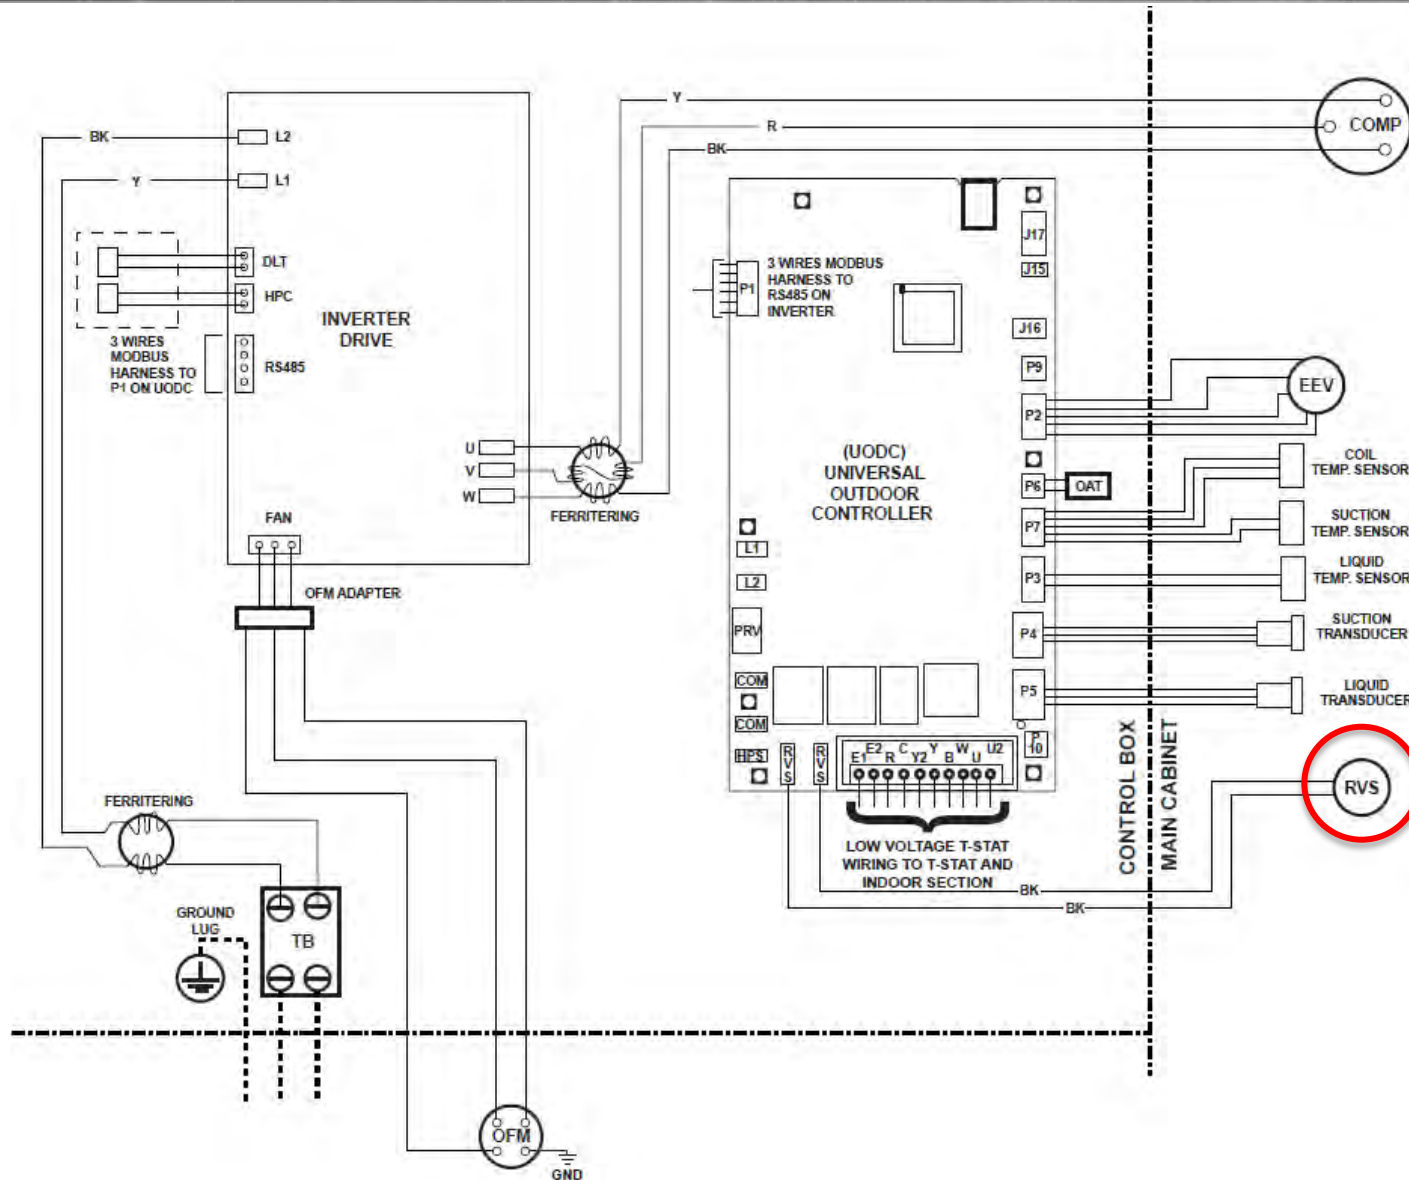 Y
R
BK
COMP
BK
L2
Y
L1
DLT
HPC
INVERTER
DRIVE
3 WIRES
MODBUS
HARNESS TO
P1 ON UODC
RS485
U
V
W
FERRITERING
FAN
OFM ADAPTER
P1
3 WIRES MODBUS
HARNESS TO
RS485 ON
INVERTER
J17
J15
J16
P9
P2
EEV
(UODC)
UNIVERSAL
OUTDOOR
CONTROLLER
P6
OAT
P7
P3
P4
P5
P
10
COIL
TEMP. SENSOR
SUCTION
TEMP. SENSOR
LIQUID
TEMP. SENSOR
SUCTION
TRANSDUCER
LIQUID
TRANSDUCER
L1
L2
PRV
COM
COM
HPS
RVS
RVS
E1 E2 R C Y2 Y B W U U2
LOW VOLTAGE T-STAT
WIRING TO T-STAT AND
INDOOR SECTION
BK
BK
CONTROL BOX
MAIN CABINET
RVS
FERRITERING
GROUND
LUG
TB
OFM
GND